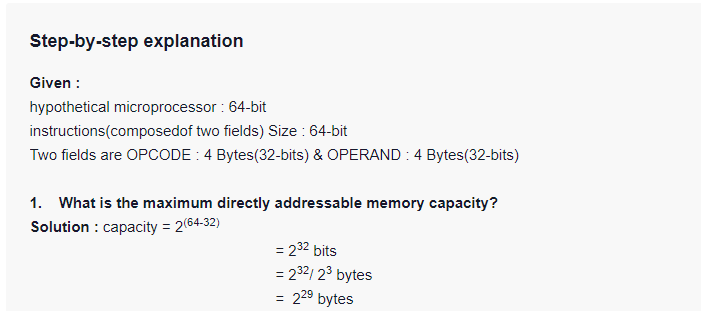 Step-by-step explanation
Given :
hypothetical microprocessor : 64-bit
instructions(composedof two fields) Size : 64-bit
Two fields are OPCODE : 4 Bytes(32-bits) & OPERAND : 4 Bytes(32-bits)
1. What is the maximum directly addressable memory capacity?
Solution : capacity = 2^(64-32)
= 2^32 bits
= 2^32/ 2^3 bytes
= 2^29 bytes